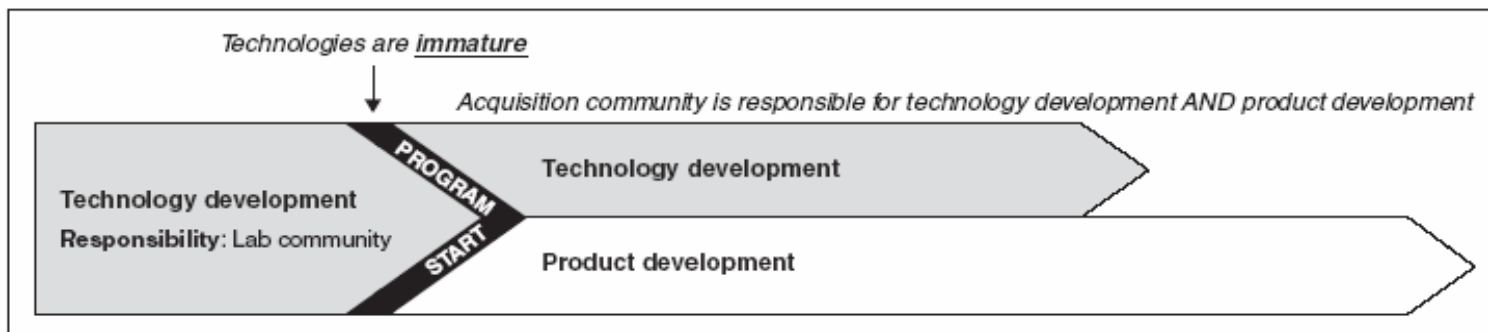 Technologies are immature
Acquisition community is responsible for technology development AND product development
PROGRAM
START
Technology development
Responsibility: Lab community
Technology development
Product development